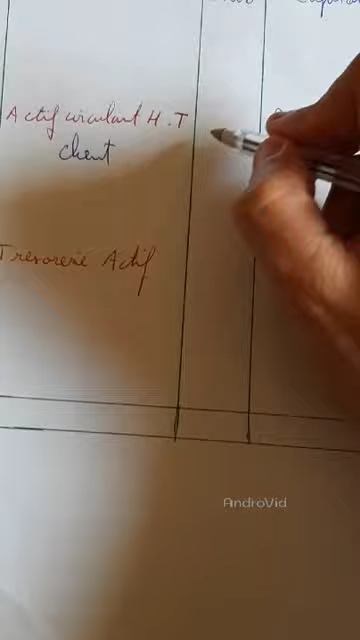 Actif circulant H.T
client
Tresorerie Actif
AndroVid